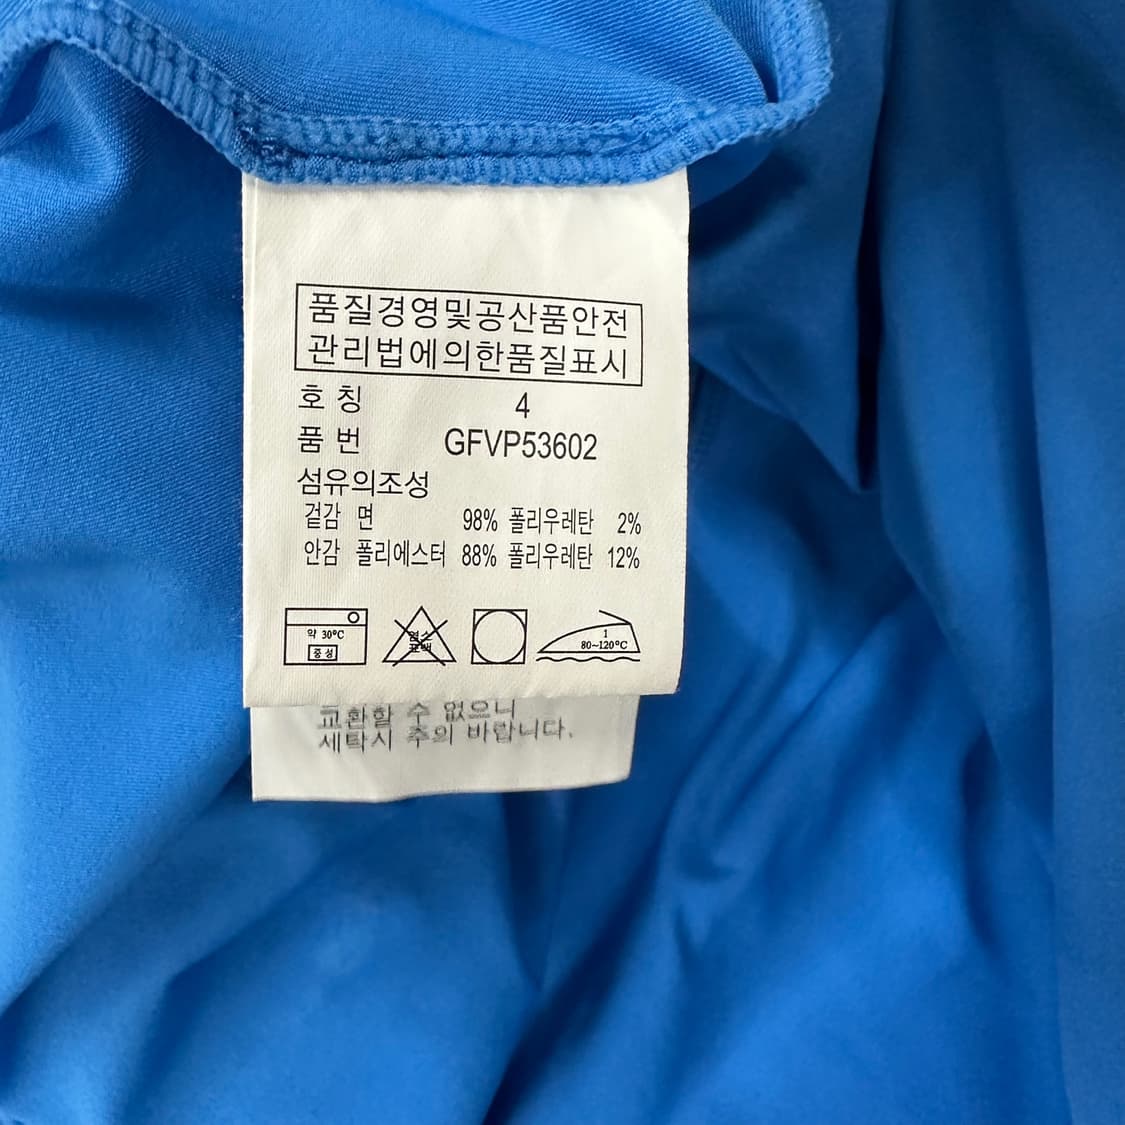 품질경영및공산품안전
관리법에의한품질표시
호 칭 4
품 번 GFVP53602
섬유의조성
겉감 면 98% 폴리우레탄 2%
안감 폴리에스터 88% 폴리우레탄 12%
약 30℃
중성
염소
표백
1
80~120℃
교환할 수 없으니
세탁시 주의 바랍니다.